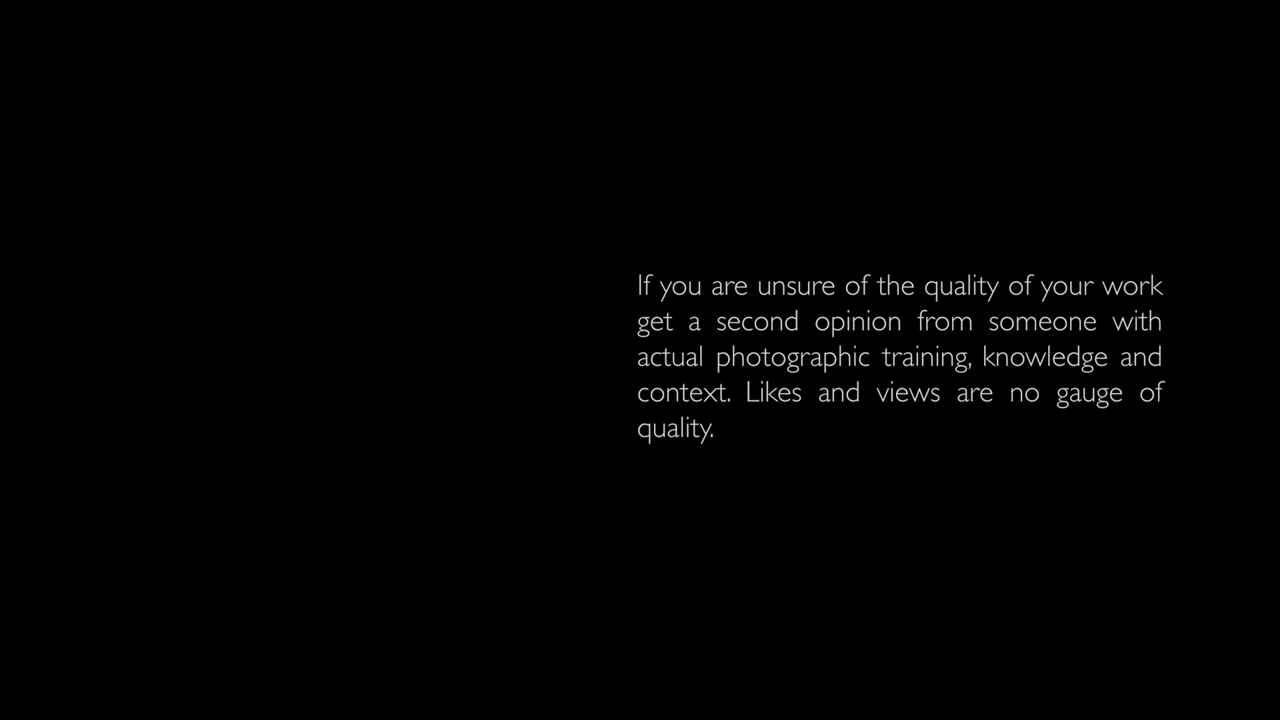 If you are unsure of the quality of your work
get a second opinion from someone with
actual photographic training, knowledge and
context. Likes and views are no gauge of
quality.